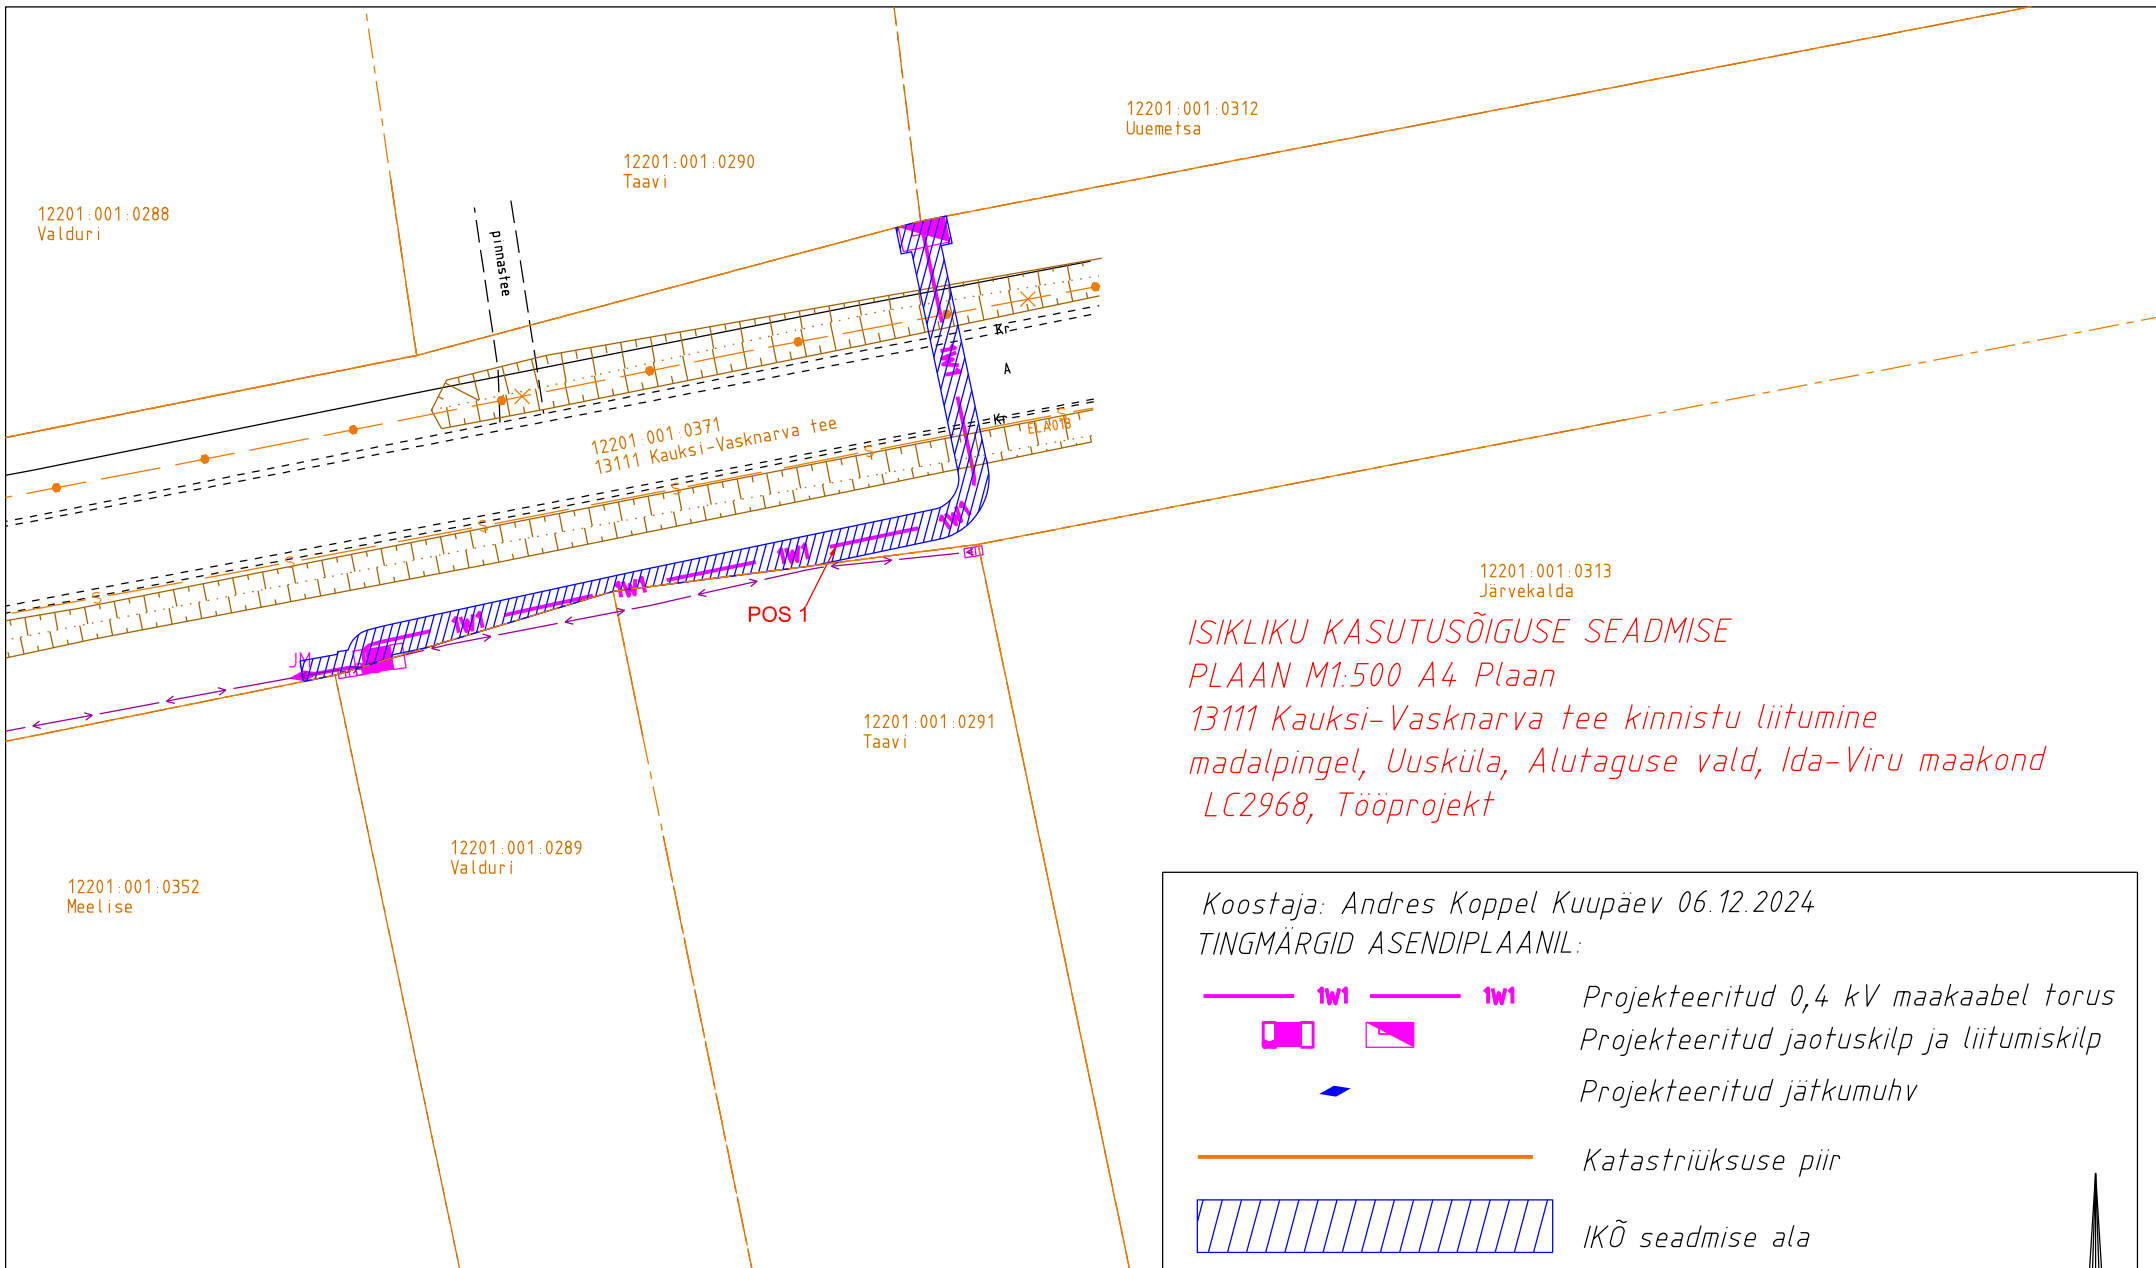 12201:001:0312
Uuemetsa
12201:001:0290
Taavi
12201:001:0288
Valduri
pinnastee
Kr
A
Kr
ELA018
12201:001:0371
13111 Kauksi-Vasknarva tee
S
S
S
S
S
S
1W1
1W1
1W1
1W1
1W1
POS 1
JM
12201:001:0313
Järvekalda
ISIKLIKU KASUTUSÕIGUSE SEADMISE
PLAAN M1:500 A4 Plaan
13111 Kauksi-Vasknarva tee kinnistu liitumine
madalpingel, Uusküla, Alutaguse vald, Ida-Viru maakond
LC2968, Tööprojekt
12201:001:0291
Taavi
12201:001:0289
Valduri
12201:001:0352
Meelise
Koostaja: Andres Koppel Kuupäev 06.12.2024
TINGMÄRGID ASENDIPLAANIL:
1W1 1W1 Projekteeritud 0,4 kV maakaabel torus
Projekteeritud jaotuskilp ja liitumiskilp
Projekteeritud jätkumuhv
Katastriüksuse piir
IKÕ seadmise ala